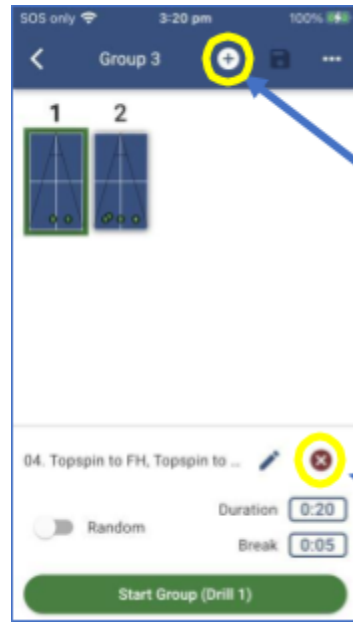 SOS only 3:20 pm 100%
Group 3
1 2
04. Topspin to FH, Topspin to ...
Duration 0:20
Random
Break 0:05
Start Group (Drill 1)